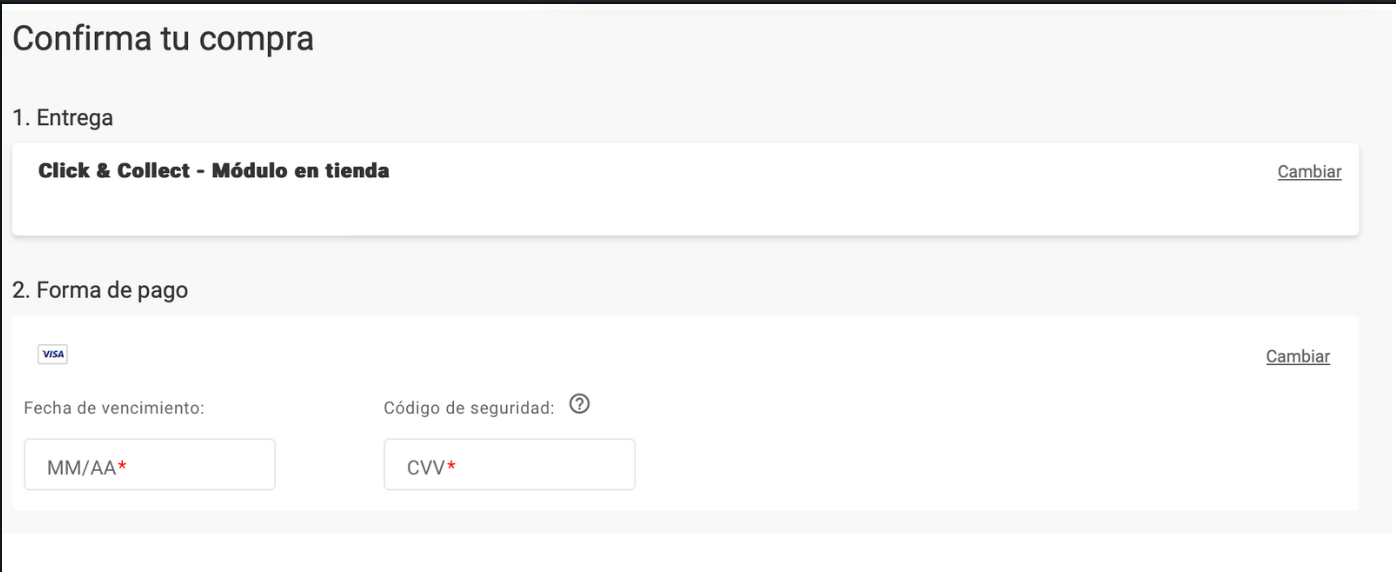 Confirma tu compra
1. Entrega
Click & Collect - Módulo en tienda
Cambiar
2. Forma de pago
VISA
Cambiar
Fecha de vencimiento:
Código de seguridad: ?
MM/AA*
CVV*